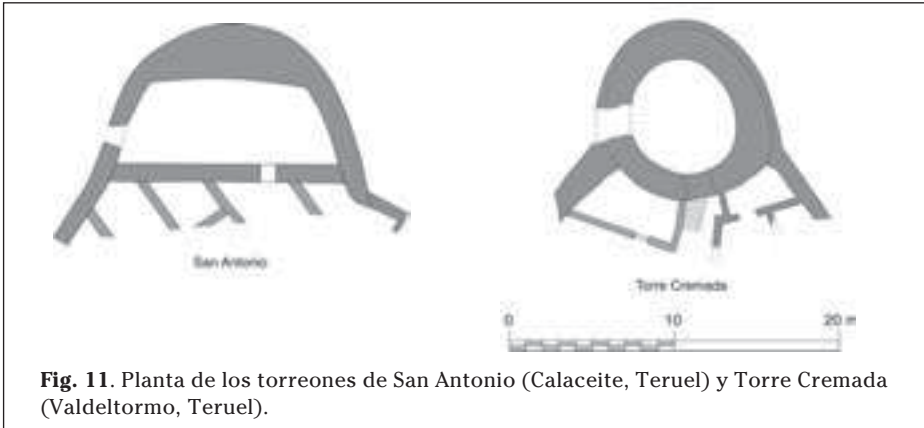 San Antonio
Torre Cremada
0 10 20 m
Fig. 11. Planta de los torreones de San Antonio (Calaceite, Teruel) y Torre Cremada
(Valdeltormo, Teruel).